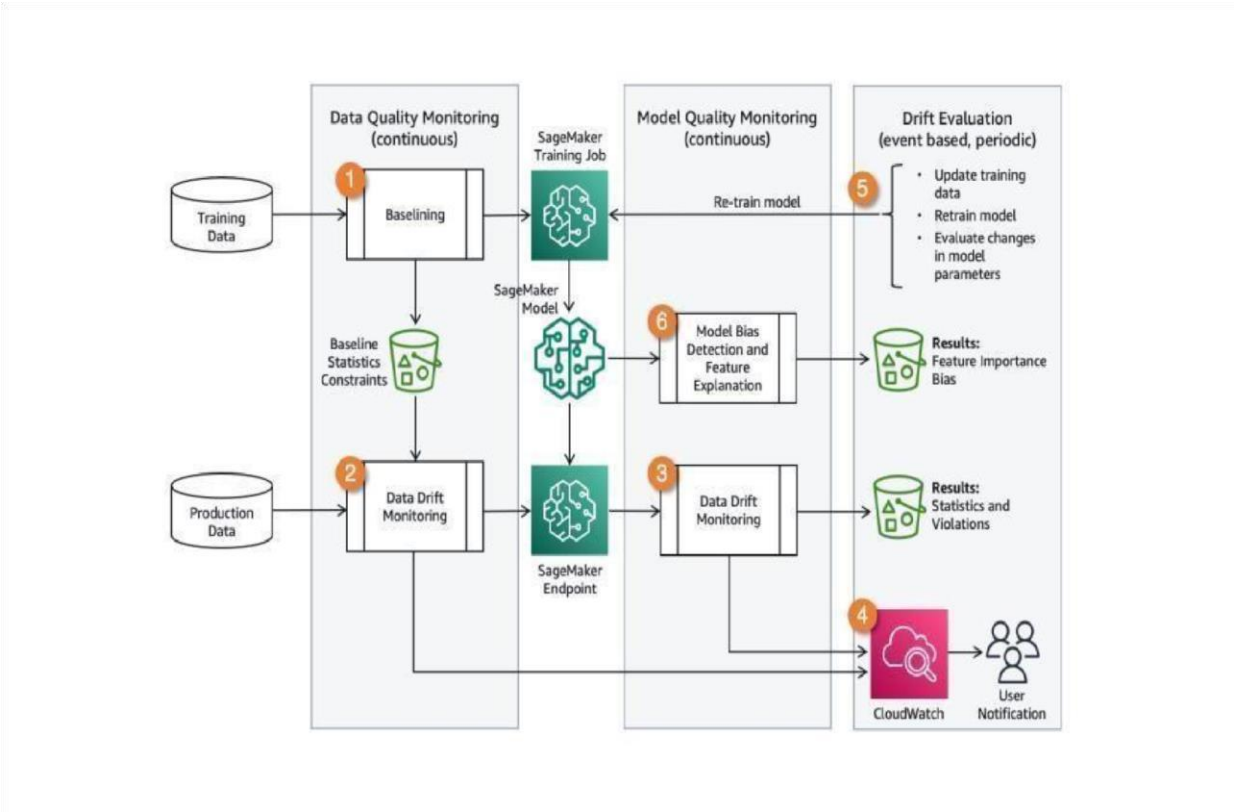 Data Quality Monitoring
(continuous)
Model Quality Monitoring
(continuous)
Drift Evaluation
(event based, periodic)
SageMaker
Training Job
1
Baselining
Training
Data
Re-train model
5
• Update training
data
• Retrain model
• Evaluate changes
in model
parameters
SageMaker
Model
Baseline
Statistics
Constraints
6
Model Bias
Detection and
Feature
Explanation
Results:
Feature Importance
Bias
2
Data Drift
Monitoring
Production
Data
SageMaker
Endpoint
3
Data Drift
Monitoring
Results:
Statistics and
Violations
4
CloudWatch
User
Notification